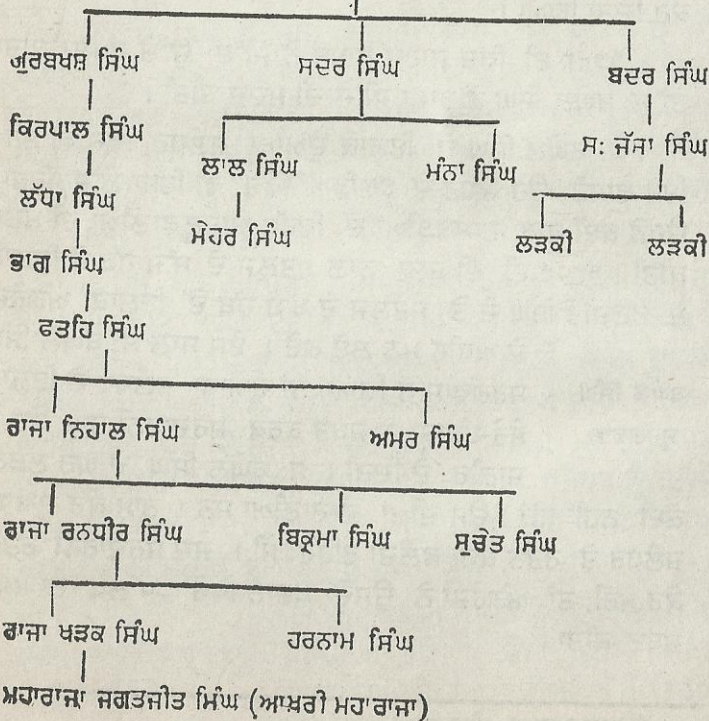 ਗੁਰਬਖਸ਼ ਸਿੰਘ ਸਦਰ ਸਿੰਘ ਬਦਰ ਸਿੰਘ
ਕਿਰਪਾਲ ਸਿੰਘ ਸ: ਜੱਸਾ ਸਿੰਘ
ਲਾਲ ਸਿੰਘ ਮੰਨਾ ਸਿੰਘ
ਲੱਧਾ ਸਿੰਘ
ਮੇਹਰ ਸਿੰਘ ਲੜਕੀ ਲੜਕੀ
ਭਾਗ ਸਿੰਘ
ਫਤਹਿ ਸਿੰਘ
ਰਾਜਾ ਨਿਹਾਲ ਸਿੰਘ ਅਮਰ ਸਿੰਘ
ਰਾਜਾ ਰਨਧੀਰ ਸਿੰਘ ਬਿਕ੍ਰਮਾ ਸਿੰਘ ਸੁਚੇਤ ਸਿੰਘ
ਰਾਜਾ ਖੜਕ ਸਿੰਘ ਹਰਨਾਮ ਸਿੰਘ
ਮਹਾਰਾਜਾ ਜਗਤਜੀਤ ਸਿੰਘ (ਆਖ਼ਰੀ ਮਹਾਰਾਜਾ)